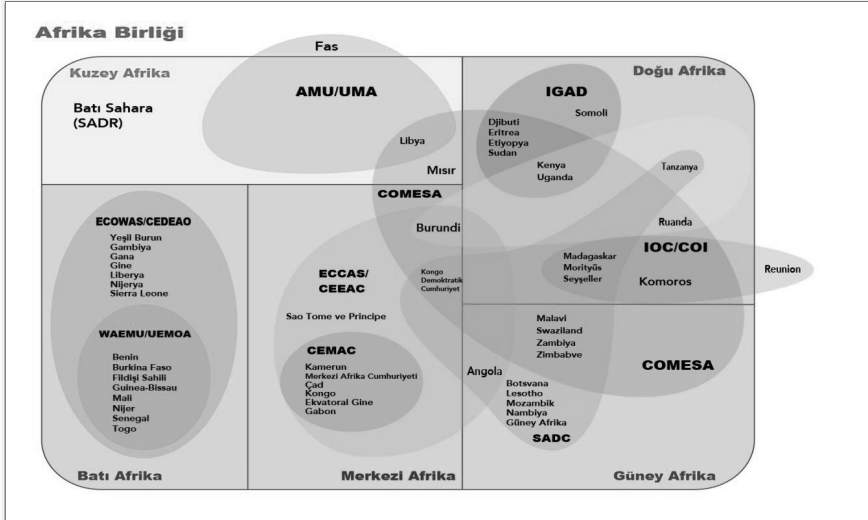 Afrika Birliği
Fas
Kuzey Afrika
Batı Sahara
(SADR)
AMU/UMA
Libya
Mısır
Doğu Afrika
IGAD
Somoli
Djibuti
Eritrea
Etiyopya
Sudan
Kenya
Uganda
Tanzanya
Ruanda
COMESA
Burundi
IOC/COI
Madagaskar
Morityüs
Seyşeller
Komoros
Reunion
ECOWAS/CEDEAO
Yeşil Burun
Gambiya
Gana
Gine
Liberya
Nijerya
Sierra Leone
WAEMU/UEMOA
Benin
Burkina Faso
Fildişi Sahili
Guinea-Bissau
Mali
Nijer
Senegal
Togo
Batı Afrika
ECCAS/
CEEAC
Kongo
Demoktratik
Cumhuriyet
Sao Tome ve Principe
CEMAC
Kamerun
Merkezi Afrika Cumhuriyeti
Çad
Kongo
Ekvatoral Gine
Gabon
Merkezi Afrika
Malavi
Swaziland
Zambiya
Zimbabve
COMESA
Angola
Botsvana
Lesotho
Mozambik
Nambiya
Güney Afrika
SADC
Güney Afrika